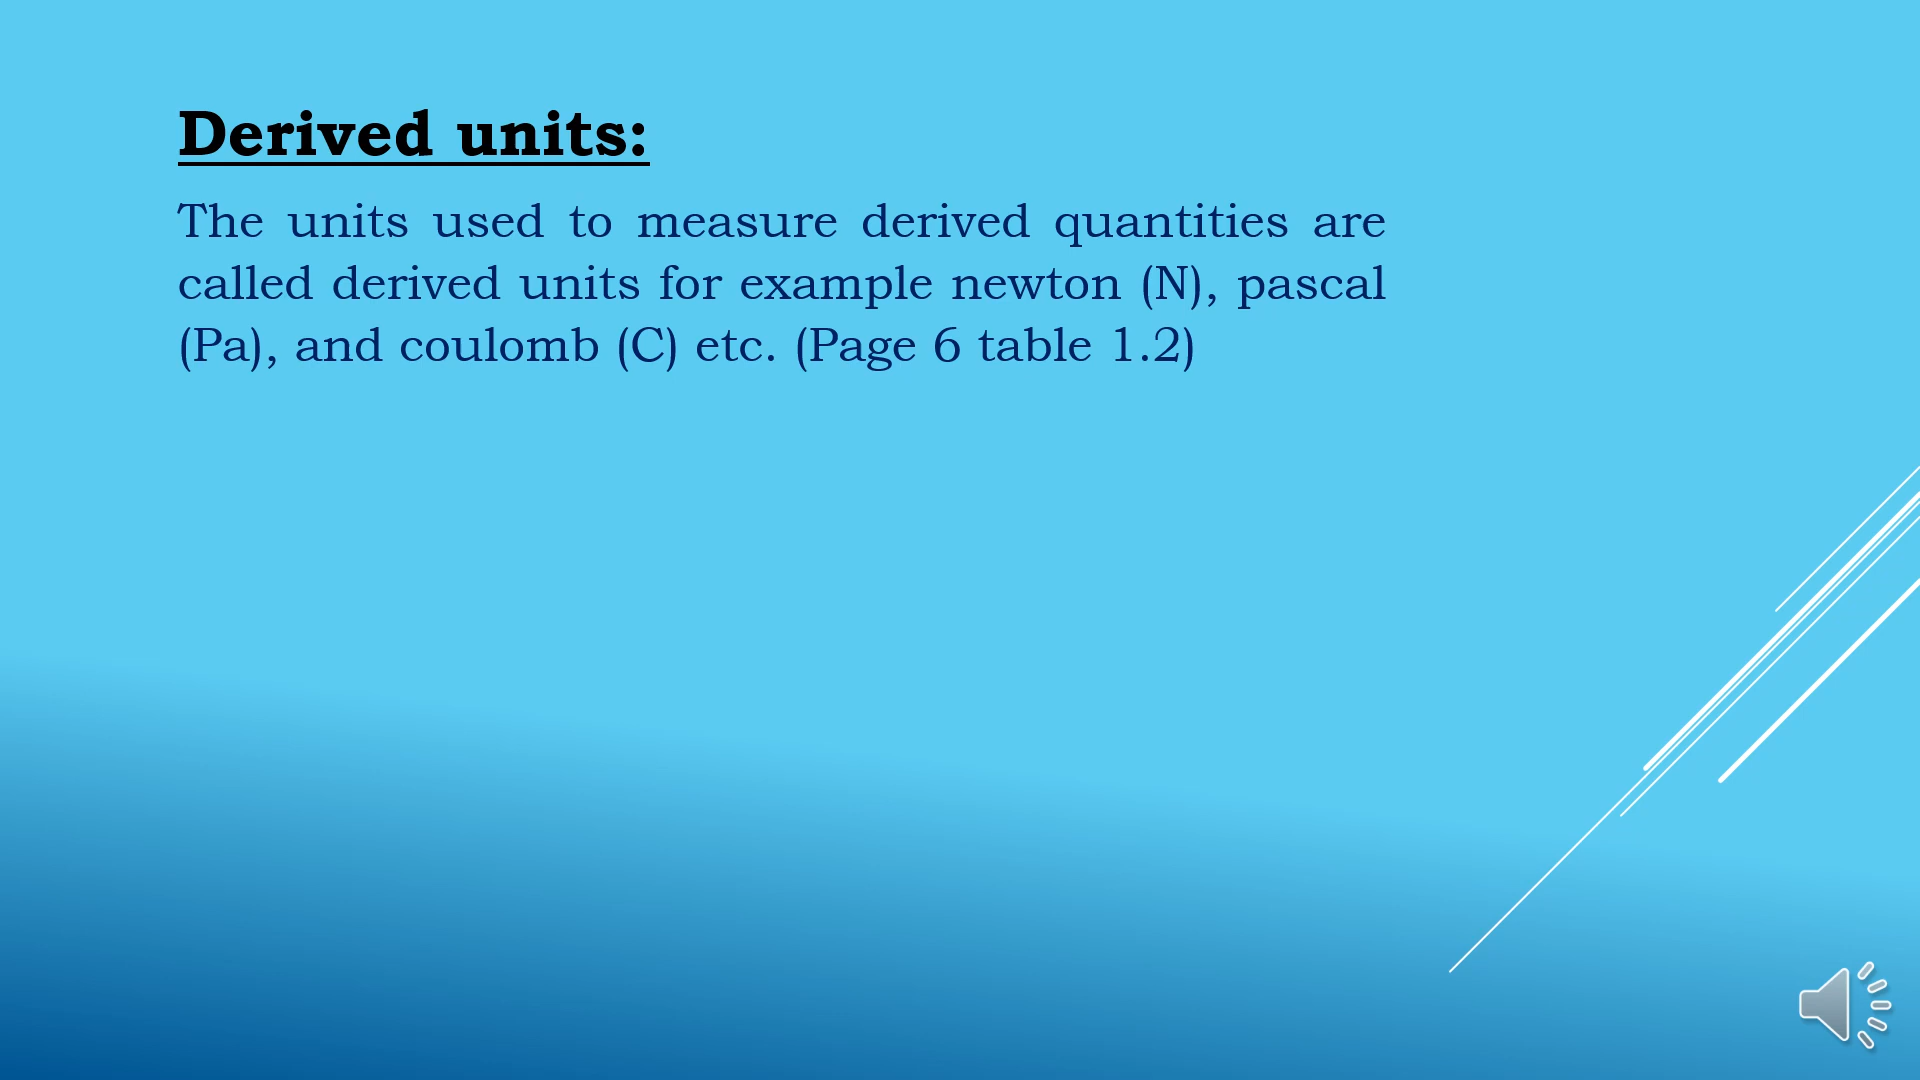 Derived units:
The units used to measure derived quantities are
called derived units for example newton (N), pascal
(Pa), and coulomb (C) etc. (Page 6 table 1.2)